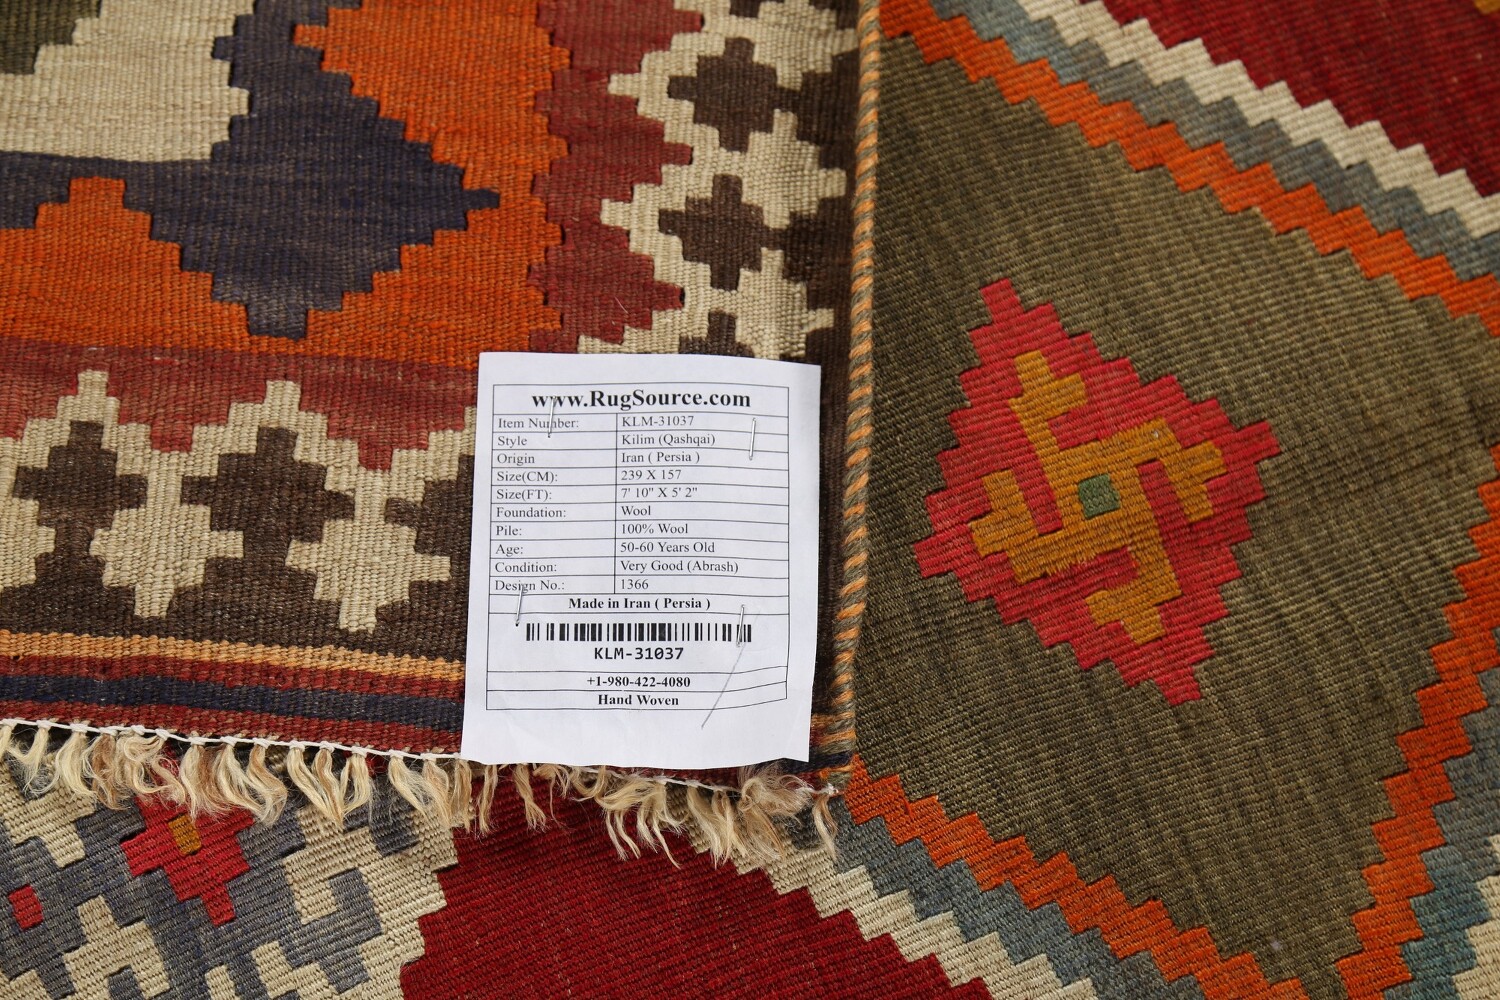 www.RugSource.com
Item Number: KLM-31037
Style Kilim (Qashqai)
Origin Iran ( Persia )
Size(CM): 239 X 157
Size(FT): 7' 10" X 5' 2"
Foundation: Wool
Pile: 100% Wool
Age: 50-60 Years Old
Condition: Very Good (Abrash)
Design No.: 1366
Made in Iran ( Persia )
KLM-31037
+1-980-422-4080
Hand Woven